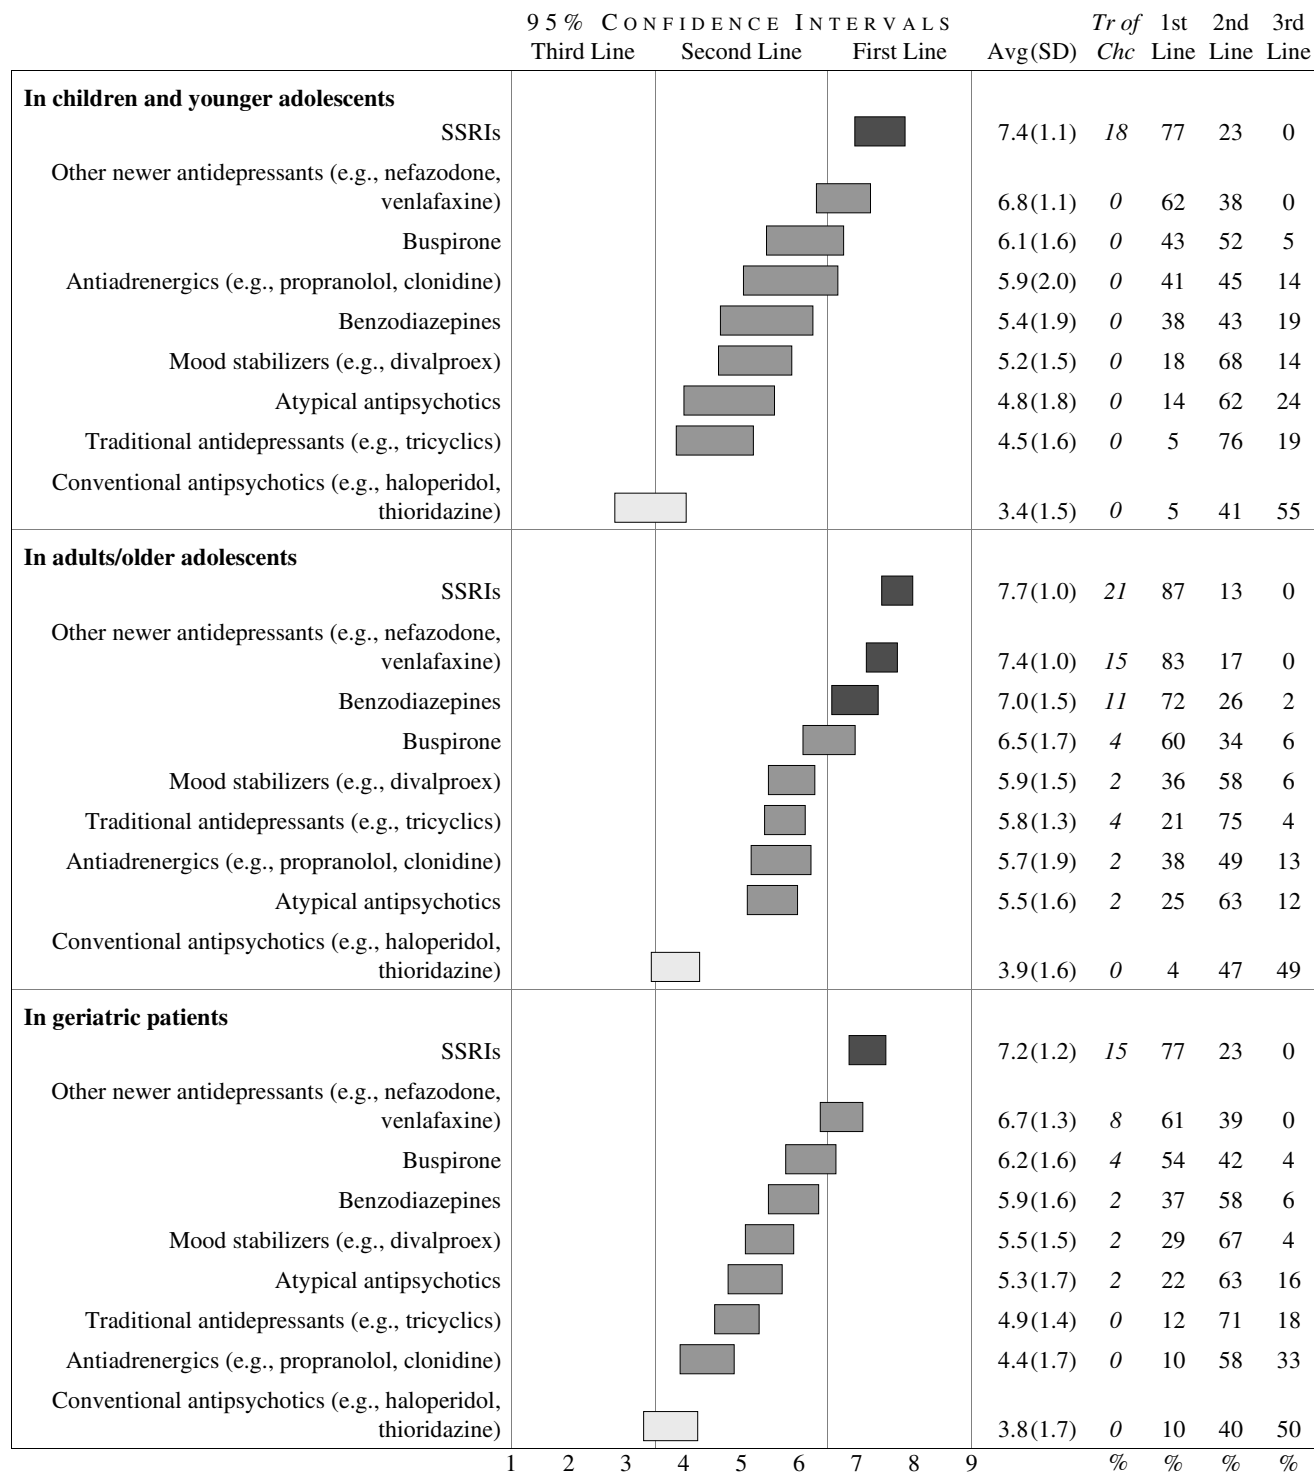 95% CONFIDENCE INTERVALS Tr of 1st 2nd 3rd
Third Line Second Line First Line Avg(SD) Chc Line Line Line
In children and younger adolescents
SSRIs 7.4(1.1) 18 77 23 0
Other newer antidepressants (e.g., nefazodone,
venlafaxine) 6.8(1.1) 0 62 38 0
Buspirone 6.1(1.6) 0 43 52 5
Antiadrenergics (e.g., propranolol, clonidine) 5.9(2.0) 0 41 45 14
Benzodiazepines 5.4(1.9) 0 38 43 19
Mood stabilizers (e.g., divalproex) 5.2(1.5) 0 18 68 14
Atypical antipsychotics 4.8(1.8) 0 14 62 24
Traditional antidepressants (e.g., tricyclics) 4.5(1.6) 0 5 76 19
Conventional antipsychotics (e.g., haloperidol,
thioridazine) 3.4(1.5) 0 5 41 55
In adults/older adolescents
SSRIs 7.7(1.0) 21 87 13 0
Other newer antidepressants (e.g., nefazodone,
venlafaxine) 7.4(1.0) 15 83 17 0
Benzodiazepines 7.0(1.5) 11 72 26 2
Buspirone 6.5(1.7) 4 60 34 6
Mood stabilizers (e.g., divalproex) 5.9(1.5) 2 36 58 6
Traditional antidepressants (e.g., tricyclics) 5.8(1.3) 4 21 75 4
Antiadrenergics (e.g., propranolol, clonidine) 5.7(1.9) 2 38 49 13
Atypical antipsychotics 5.5(1.6) 2 25 63 12
Conventional antipsychotics (e.g., haloperidol,
thioridazine) 3.9(1.6) 0 4 47 49
In geriatric patients
SSRIs 7.2(1.2) 15 77 23 0
Other newer antidepressants (e.g., nefazodone,
venlafaxine) 6.7(1.3) 8 61 39 0
Buspirone 6.2(1.6) 4 54 42 4
Benzodiazepines 5.9(1.6) 2 37 58 6
Mood stabilizers (e.g., divalproex) 5.5(1.5) 2 29 67 4
Atypical antipsychotics 5.3(1.7) 2 22 63 16
Traditional antidepressants (e.g., tricyclics) 4.9(1.4) 0 12 71 18
Antiadrenergics (e.g., propranolol, clonidine) 4.4(1.7) 0 10 58 33
Conventional antipsychotics (e.g., haloperidol,
thioridazine) 3.8(1.7) 0 10 40 50
1 2 3 4 5 6 7 8 9 % % % %